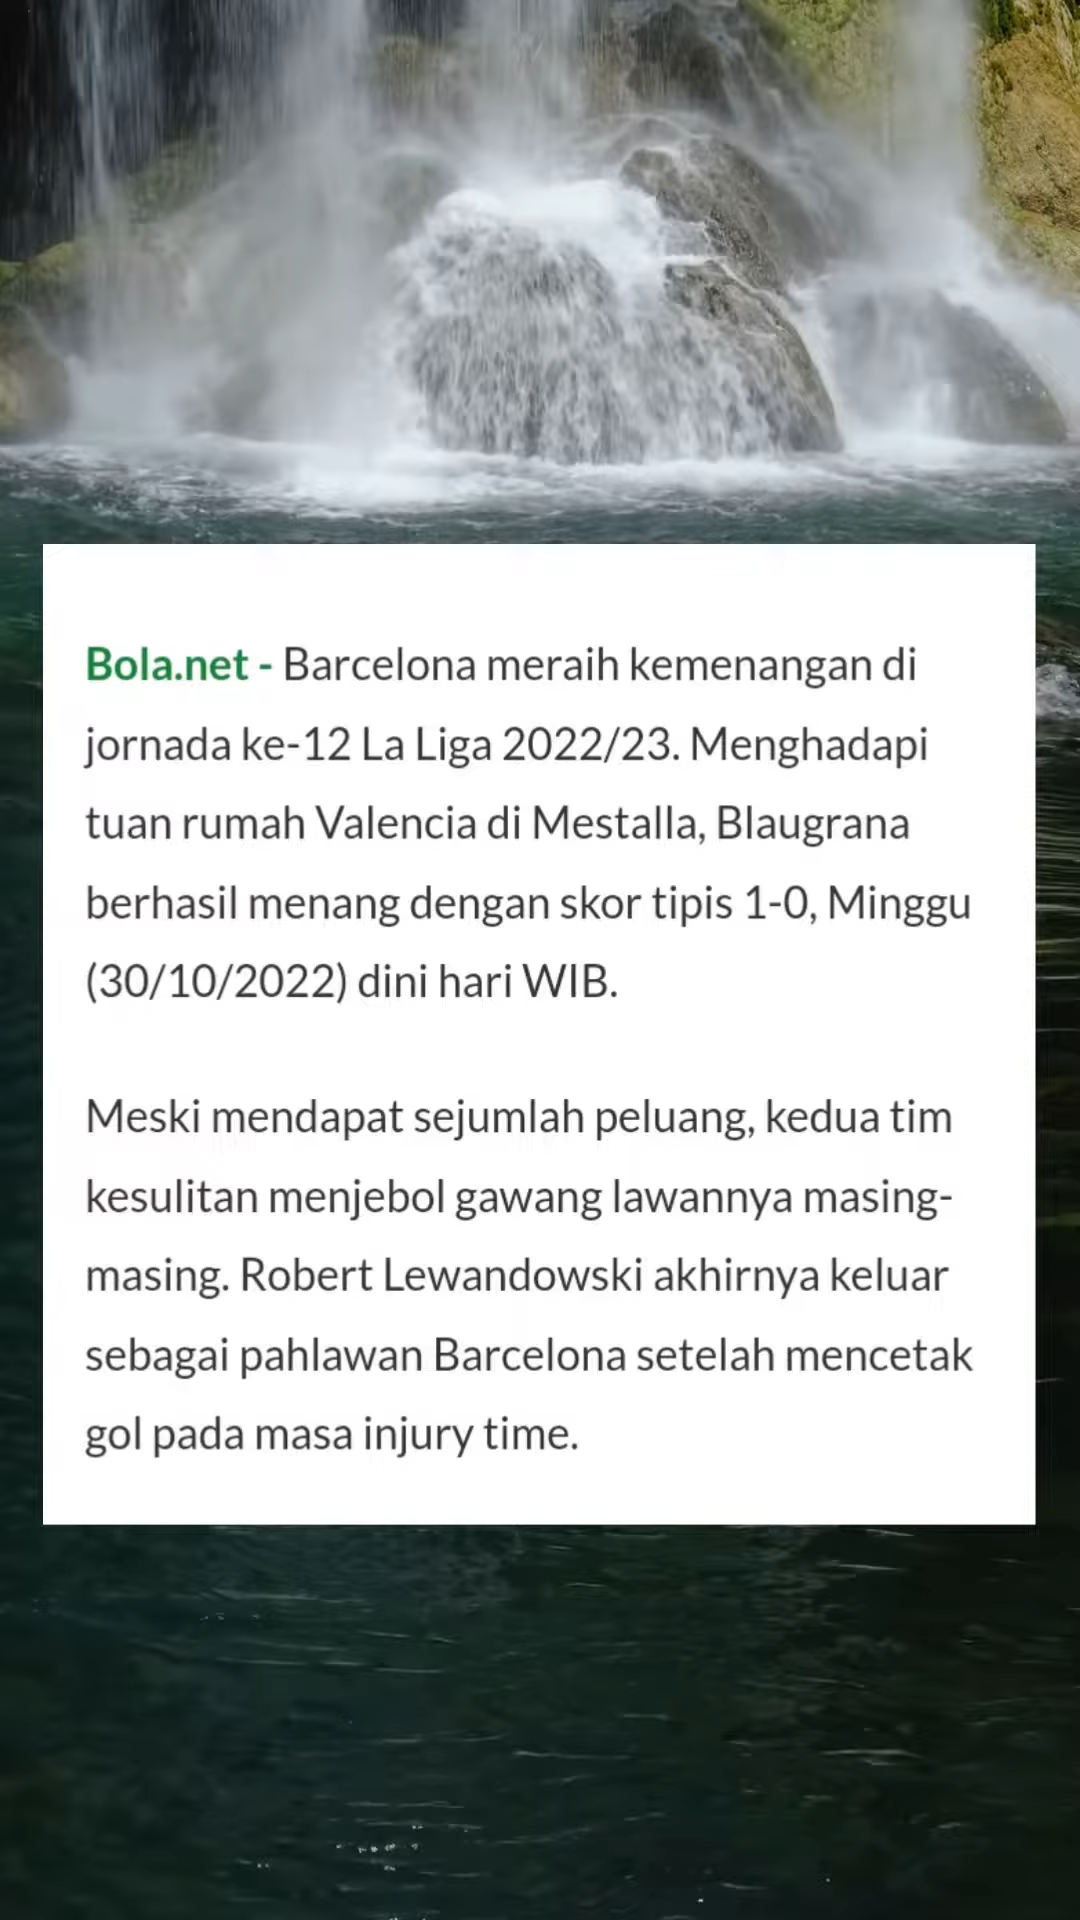 Bola.net - Barcelona meraih kemenangan di
jornada ke-12 La Liga 2022/23. Menghadapi
tuan rumah Valencia di Mestalla, Blaugrana
berhasil menang dengan skor tipis 1-0, Minggu
(30/10/2022) dini hari WIB.
Meski mendapat sejumlah peluang, kedua tim
kesulitan menjebol gawang lawannya masing-
masing. Robert Lewandowski akhirnya keluar
sebagai pahlawan Barcelona setelah mencetak
gol pada masa injury time.